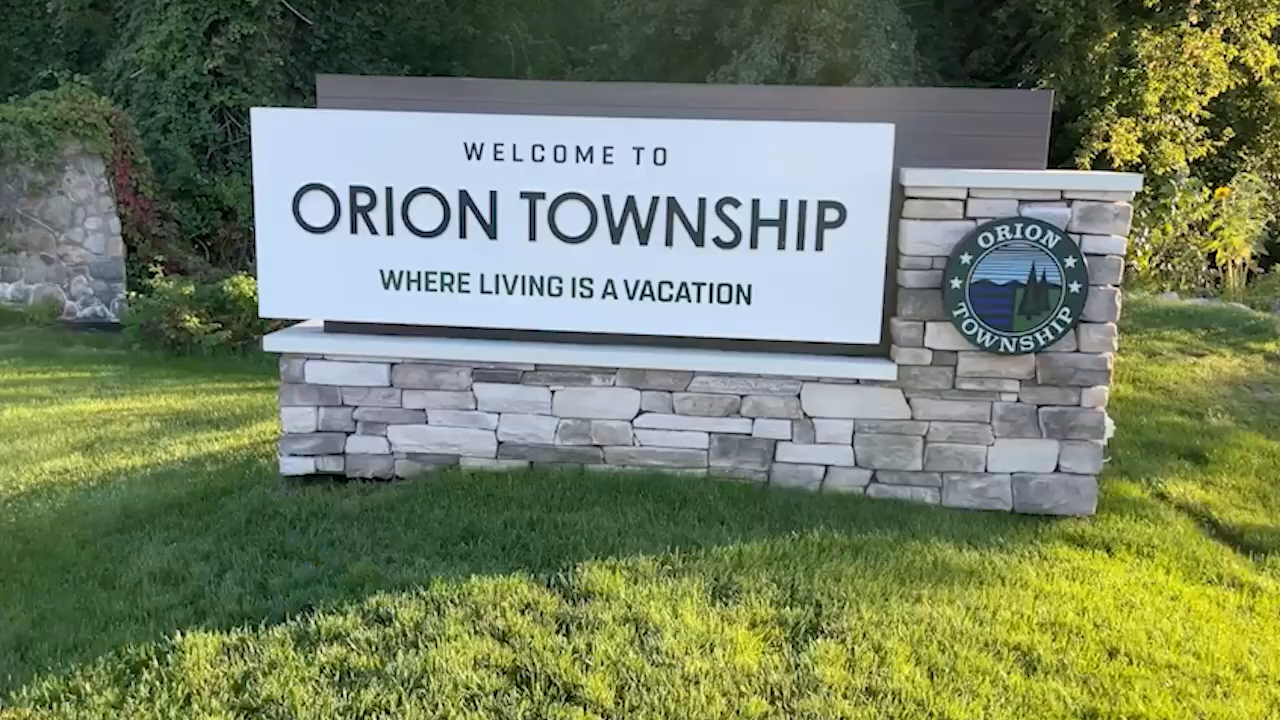 WELCOME TO
ORION TOWNSHIP
WHERE LIVING IS A VACATION
ORION
TOWNSHIP